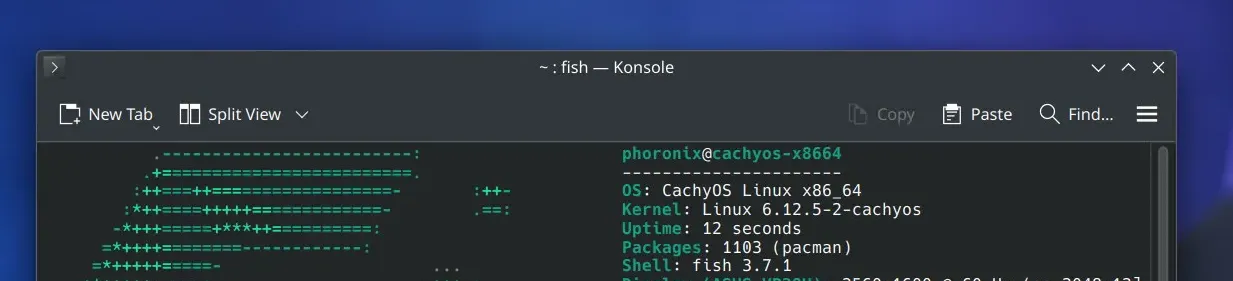 ~ : fish — Konsole
New Tab Split View Copy Paste Find...
.-------------------------: phoronix@cachyos-x8664
.+=========================. ----------------------
:++===++==================- :++- OS: CachyOS Linux x86_64
:*++====+++++=============- .==: Kernel: Linux 6.12.5-2-cachyos
-*+++=====+***++==========: Uptime: 12 seconds
=*++++========------------: Packages: 1103 (pacman)
=*+++++=====- ... Shell: fish 3.7.1